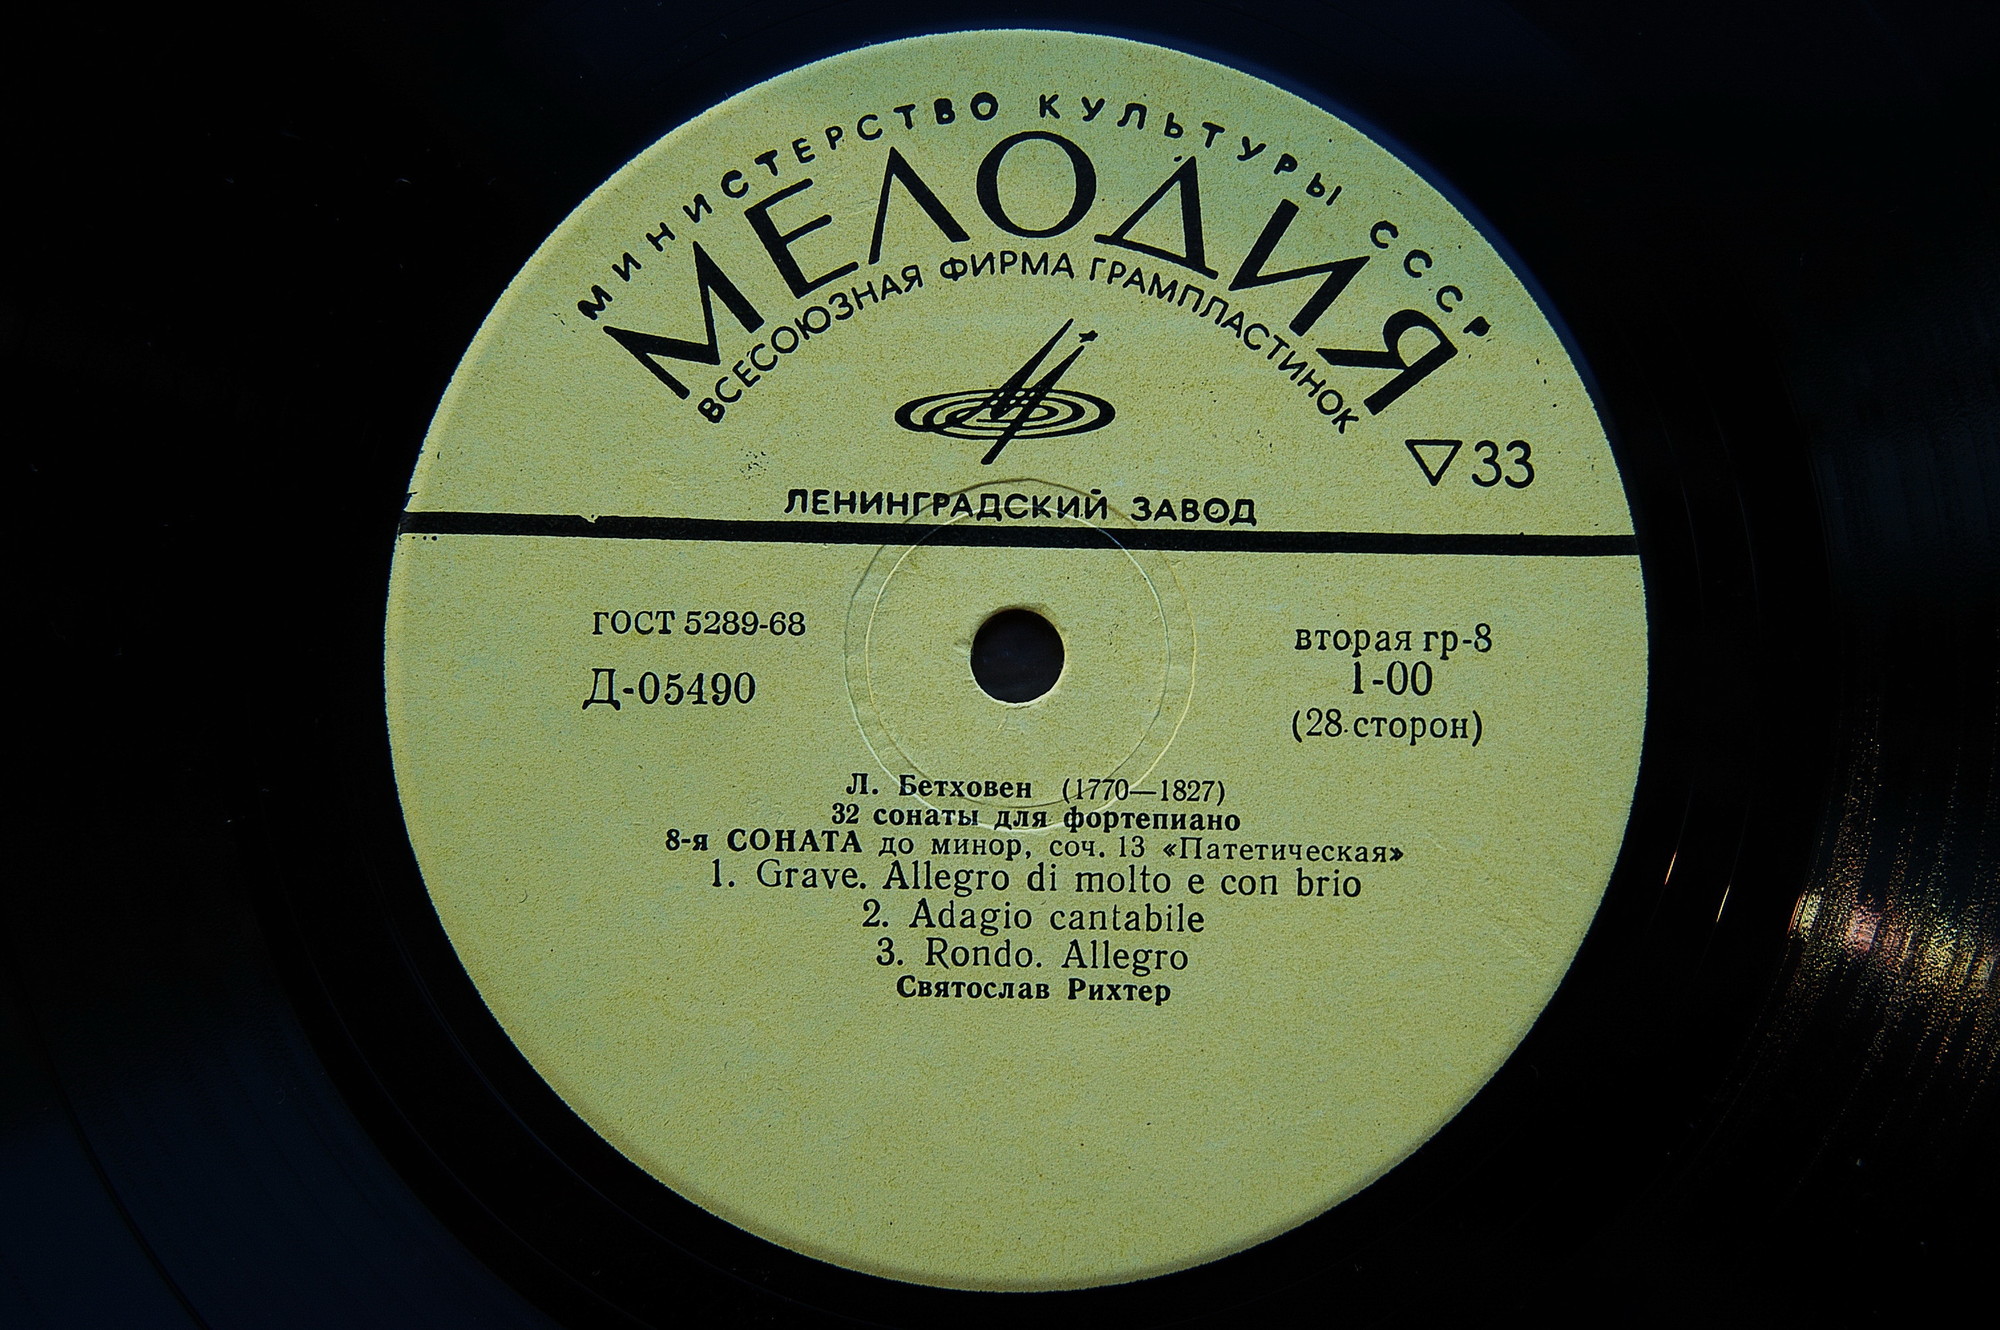 МИНИСТЕРСТВО КУЛЬТУРЫ СССР
МЕЛОДИЯ
ВСЕСОЮЗНАЯ ФИРМА ГРАМПЛАСТИНОК
▽33
ЛЕНИНГРАДСКИЙ ЗАВОД
ГОСТ 5289-68
Д-05490
вторая гр-8
1-00
(28.сторон)
Л. Бетховен (1770—1827)
32 сонаты для фортепиано
8-я СОНАТА до минор, соч. 13 «Патетическая»
1. Grave. Allegro di molto e con brio
2. Adagio cantabile
3. Rondo. Allegro
Святослав Рихтер